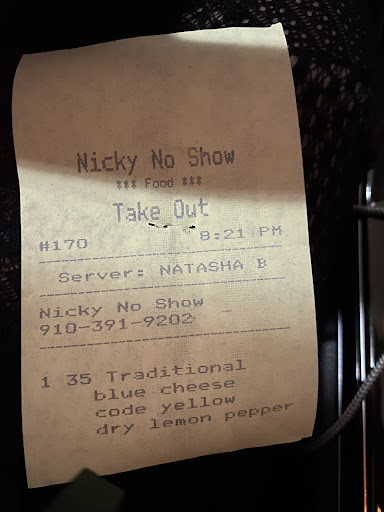 Nicky No Show
*** Food ***
Take Out
#170 8:21 PM
Server: NATASHA B
Nicky No Show
910-391-9202
1 35 Traditional
blue cheese
code yellow
dry lemon pepper